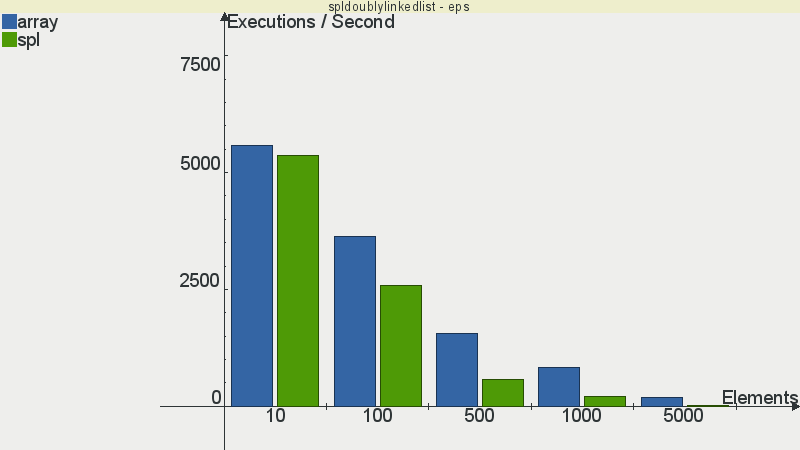 spldoublylinkedlist - eps
array
spl
Executions / Second
7500
5000
2500
0
Elements
10 100 500 1000 5000